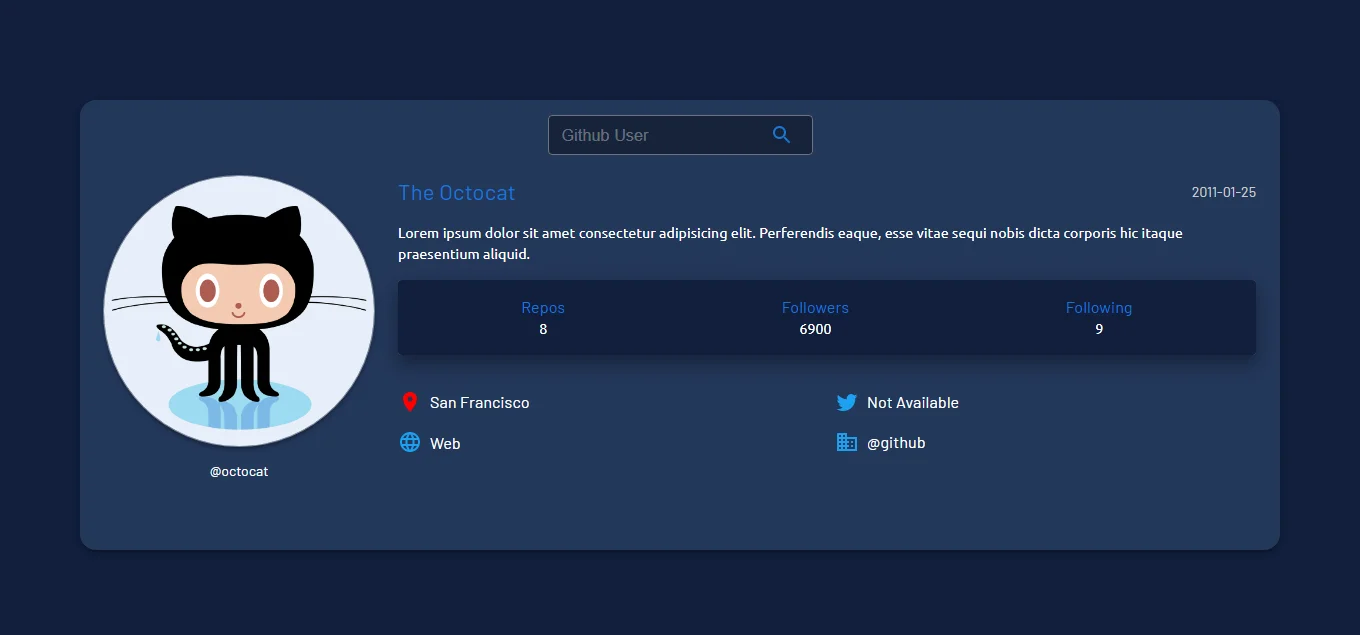 Github User
The Octocat
2011-01-25
Lorem ipsum dolor sit amet consectetur adipisicing elit. Perferendis eaque, esse vitae sequi nobis dicta corporis hic itaque
praesentium aliquid.
Repos
Followers
Following
8
6900
9
San Francisco
Not Available
Web
@github
@octocat